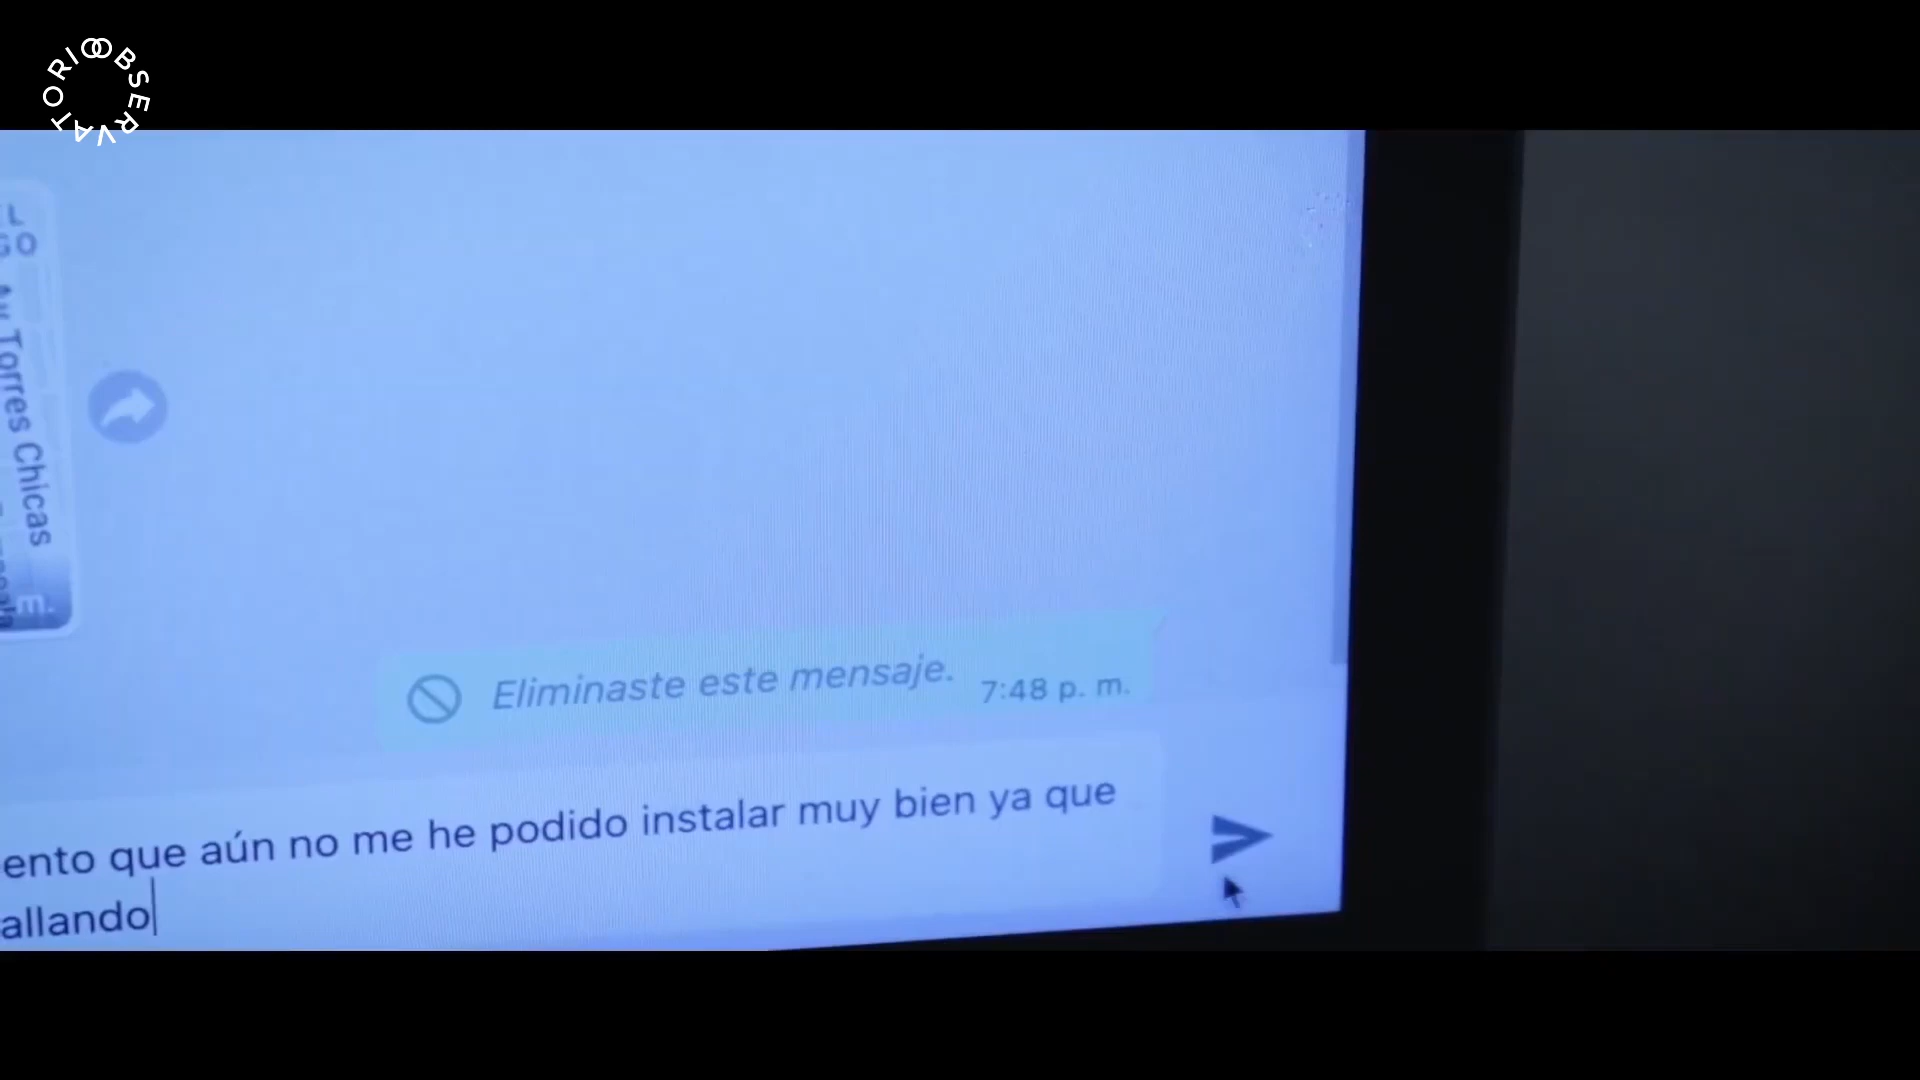 OBSERVATORIO
Torres Chicas
Eliminaste este mensaje.
7:48 p. m.
ento que aún no me he podido instalar muy bien ya que
allando